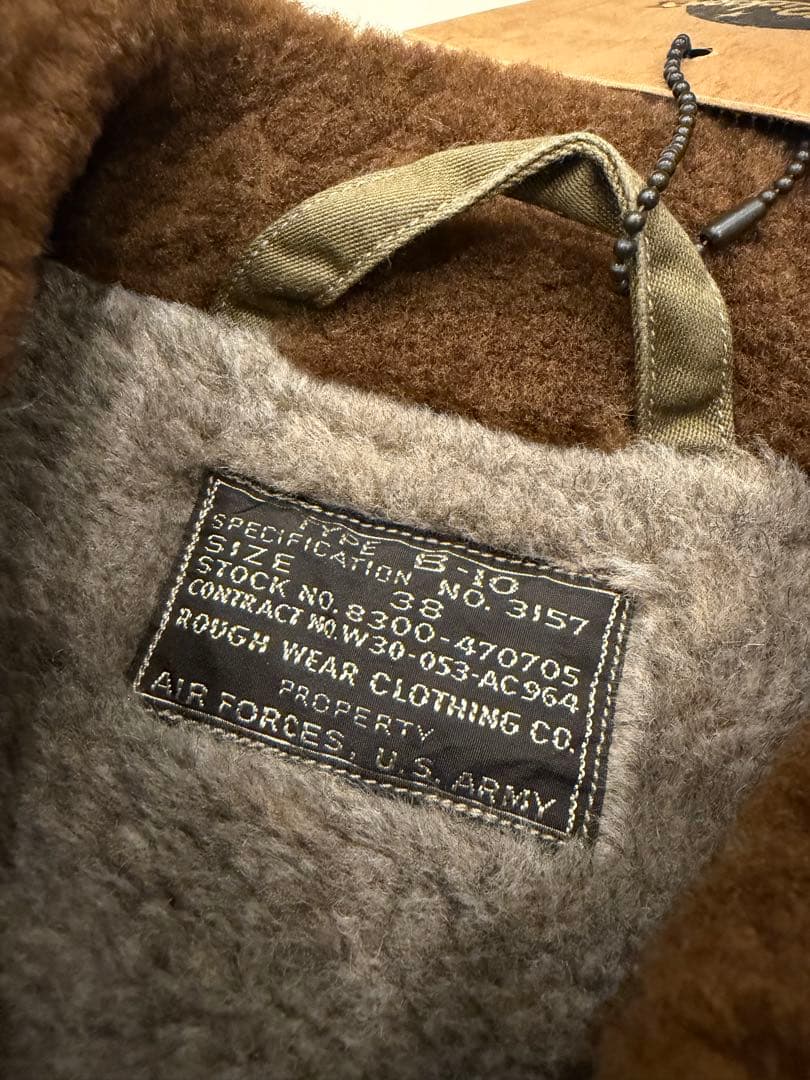 TYPE B-10
SPECIFICATION NO. 3157
SIZE 38
STOCK NO. 8300-470705
CONTRACT NO. W30-053-AC964
ROUGH WEAR CLOTHING CO.
PROPERTY
AIR FORCES, U.S. ARMY